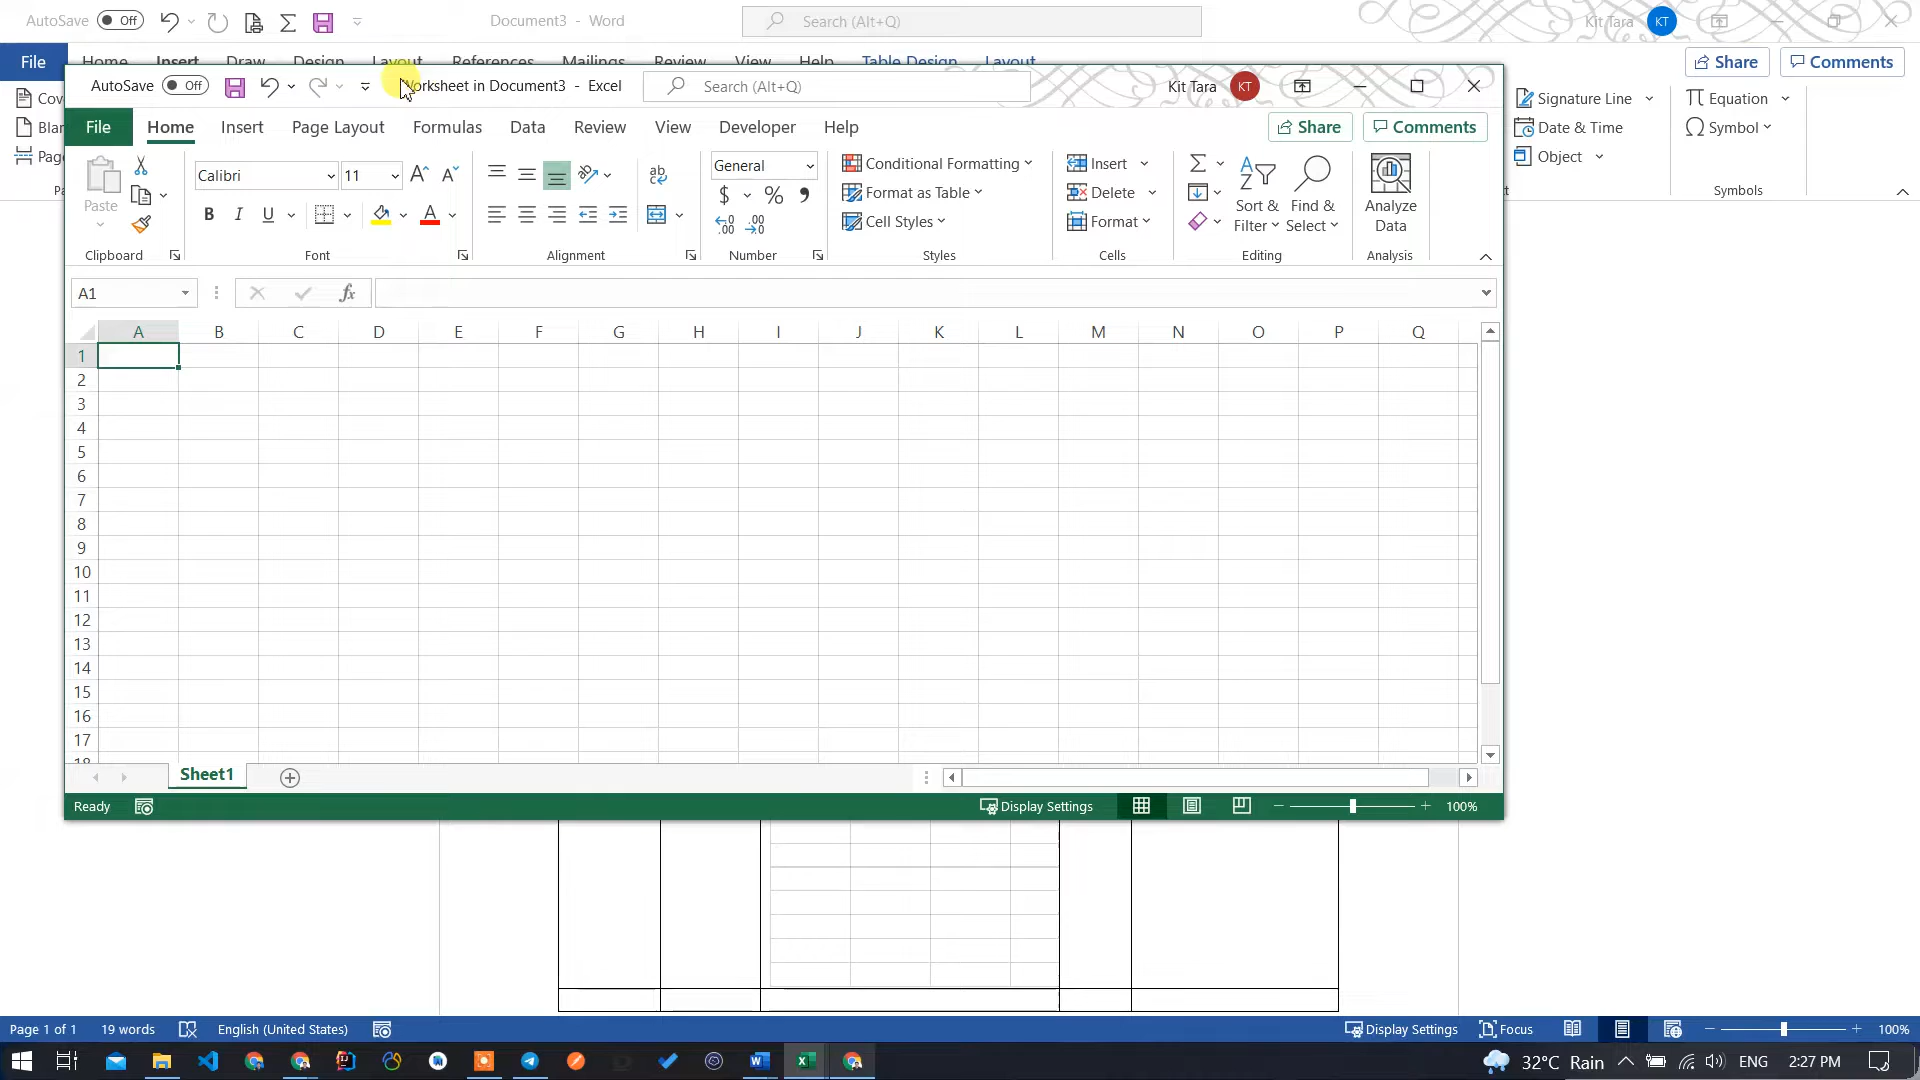 AutoSave Off Document3 - Word Search (Alt+Q) Kit Tara KT
File Home Insert Draw Design Layout References Mailings Review View Help Table Design Layout Share Comments
AutoSave Off Worksheet in Document3 - Excel Search (Alt+Q) Kit Tara KT
File Home Insert Page Layout Formulas Data Review View Developer Help Share Comments
Signature Line Equation
Date & Time Symbol
Object
Symbols
Paste Calibri 11 General Conditional Formatting Insert
Format as Table Delete Sort & Find & Analyze
Cell Styles Format Filter Select Data
Clipboard Font Alignment Number Styles Cells Editing Analysis
A1 fx
A B C D E F G H I J K L M N O P Q
1
2
3
4
5
6
7
8
9
10
11
12
13
14
15
16
17
Sheet1
Ready Display Settings 100%
Page 1 of 1 19 words English (United States) Display Settings Focus 100%
32°C Rain ENG 2:27 PM